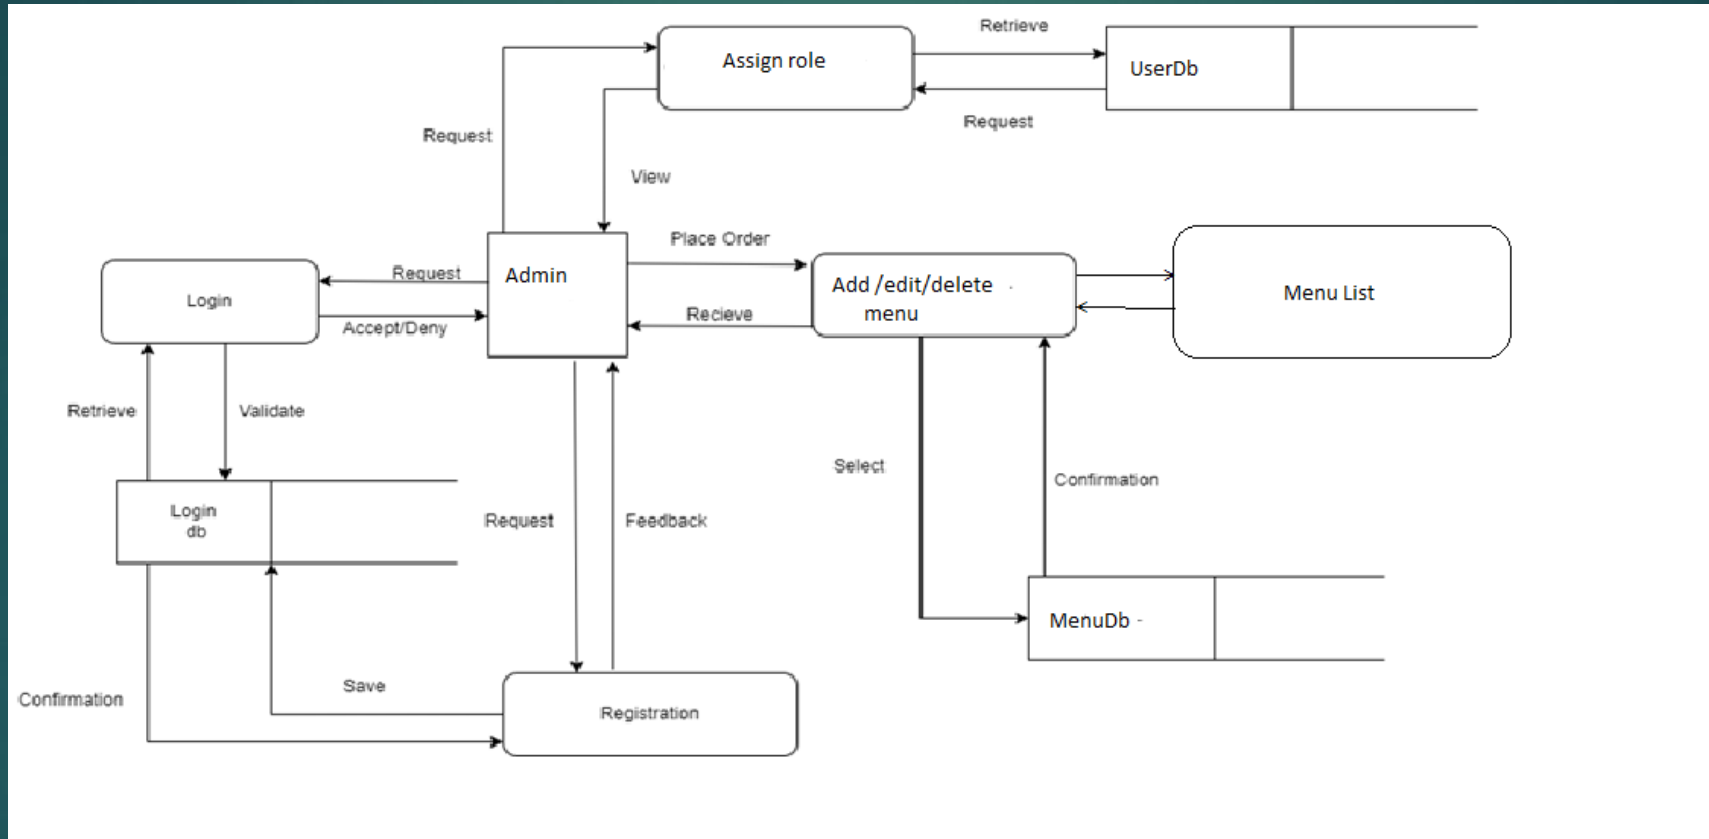 Retrieve
Assign role
UserDb
Request
Request
View
Place Order
Request
Admin
Add /edit/delete
menu
Menu List
Login
Accept/Deny
Recieve
Retrieve
Validate
Select
Confirmation
Login
db
Request
Feedback
MenuDb -
Save
Confirmation
Registration